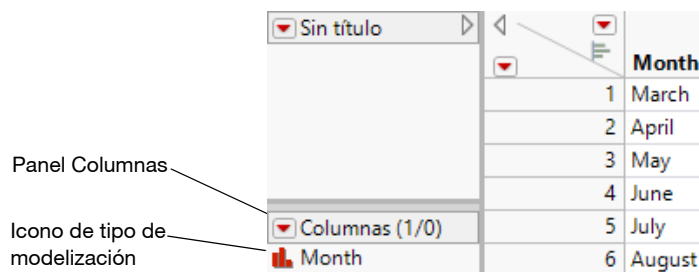 Sin título
Month
1 March
2 April
3 May
4 June
5 July
6 August
Panel Columnas
Columnas (1/0)
Icono de tipo de
modelización
Month